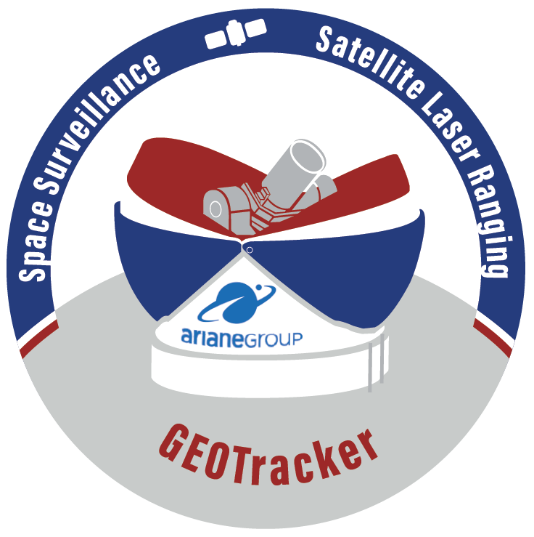 Space Surveillance
Satellite Laser Ranging
arianeGROUP
GEOTracker